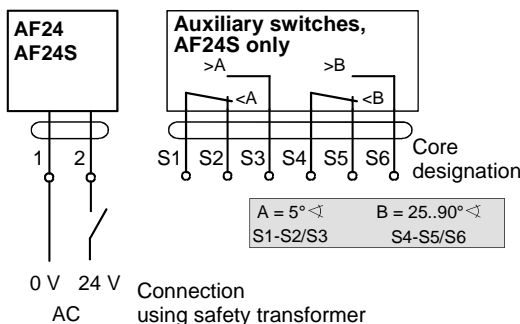 AF24
AF24S
Auxiliary switches,
AF24S only
>A
>B
<A
<B
1
2
S1 S2 S3 S4 S5 S6
Core
designation
A = 5°∢ B = 25..90°∢
S1-S2/S3 S4-S5/S6
0 V 24 V
AC
Connection
using safety transformer